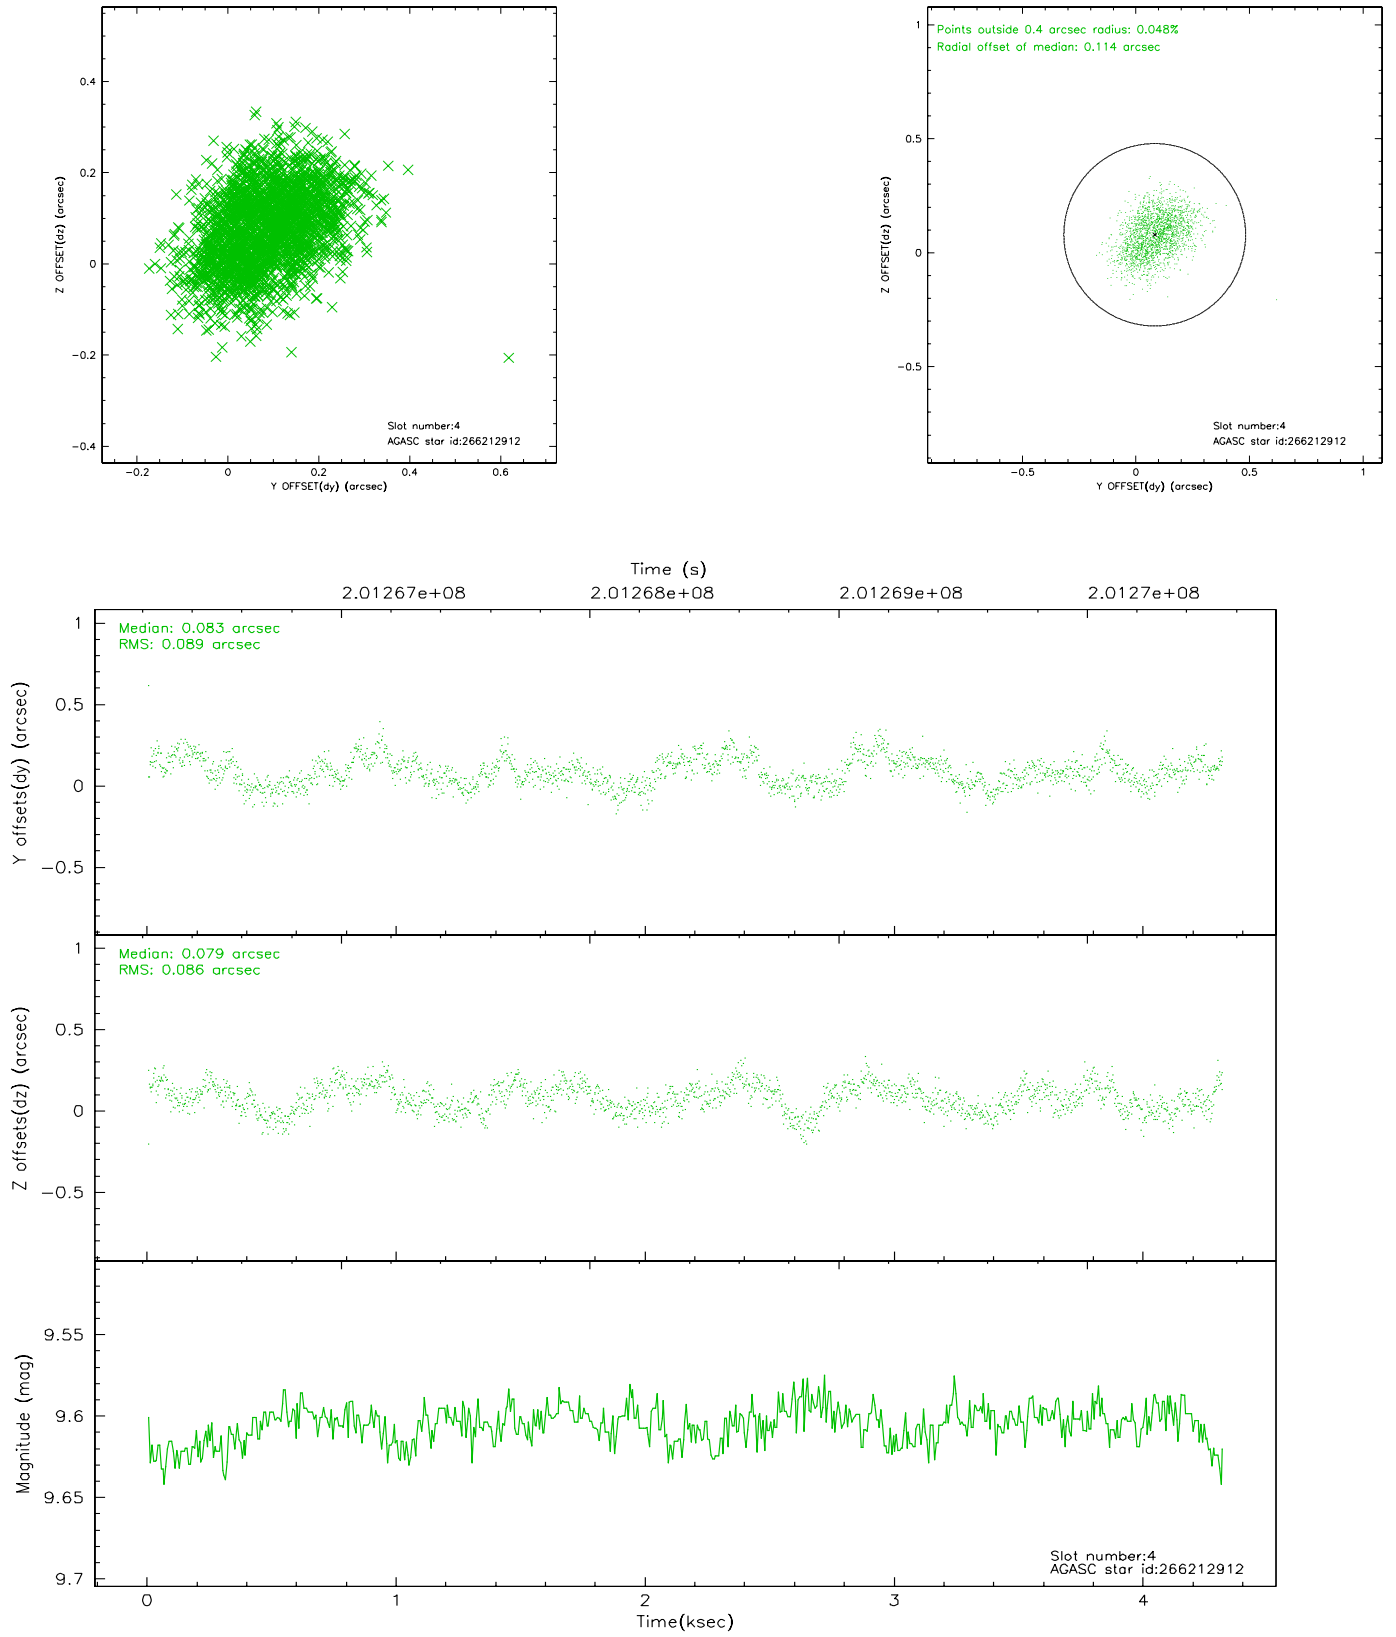 0.4
0.2
0
-0.2
-0.4
Z OFFSET(dz) (arcsec)
Slot number:4
AGASC star id:266212912
-0.2 0 0.2 0.4 0.6
Y OFFSET(dy) (arcsec)
Points outside 0.4 arcsec radius: 0.048%
Radial offset of median: 0.114 arcsec
1
0.5
0
-0.5
Z OFFSET(dz) (arcsec)
Slot number:4
AGASC star id:266212912
-0.5 0 0.5 1
Y OFFSET(dy) (arcsec)
Time (s)
2.01267e+08 2.01268e+08 2.01269e+08 2.0127e+08
Median: 0.083 arcsec
RMS: 0.089 arcsec
1
0.5
0
-0.5
Y offsets(dy) (arcsec)
Median: 0.079 arcsec
RMS: 0.086 arcsec
1
0.5
0
-0.5
Z offsets(dz) (arcsec)
9.55
9.6
9.65
9.7
Magnitude (mag)
Slot number:4
AGASC star id:266212912
0 1 2 3 4
Time(ksec)